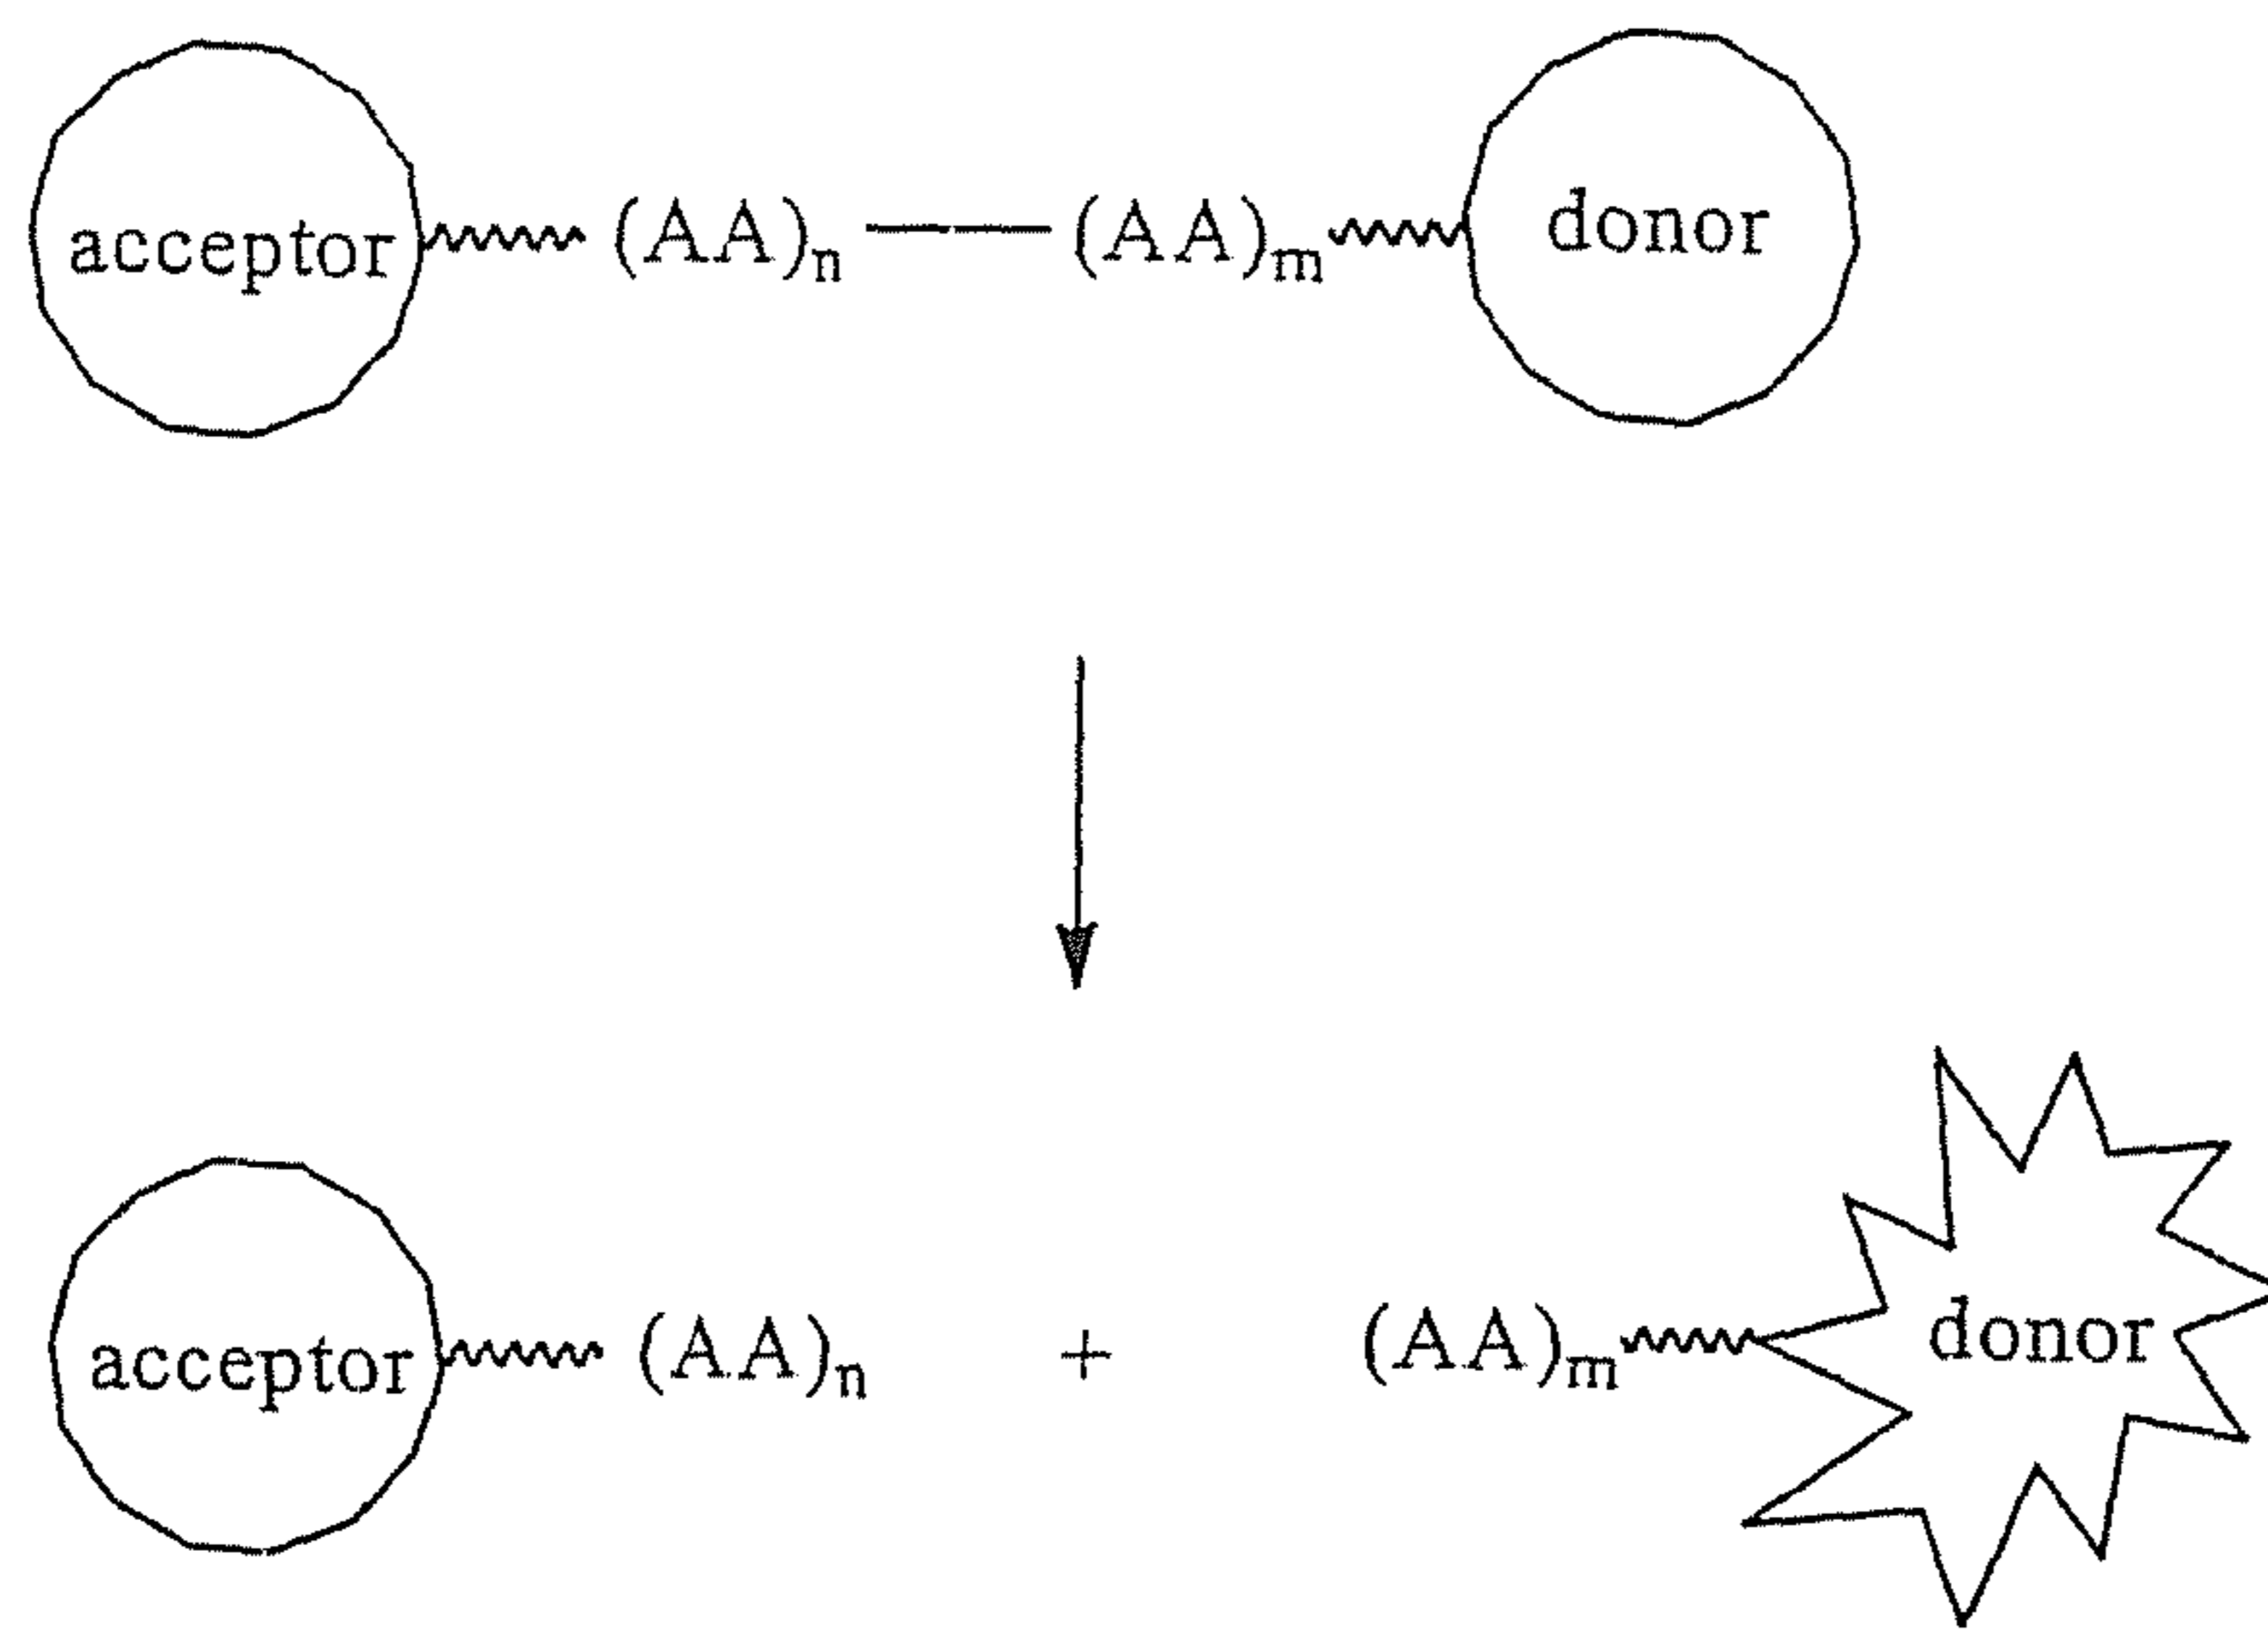 acceptor (AA)n — (AA)m donor
acceptor (AA)n + (AA)m donor